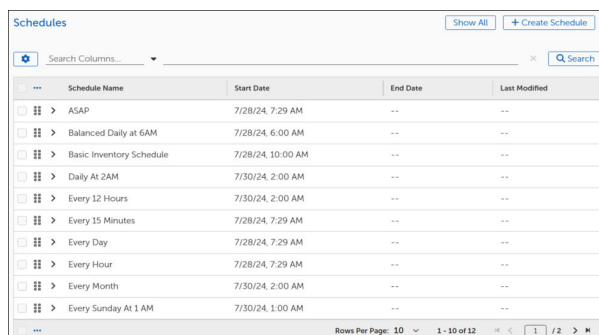 Schedules
Show All
+ Create Schedule
Search Columns...
Search
Schedule Name Start Date End Date Last Modified
ASAP 7/28/24, 7:29 AM -- --
Balanced Daily at 6AM 7/28/24, 6:00 AM -- --
Basic Inventory Schedule 7/28/24, 10:00 AM -- --
Daily At 2AM 7/30/24, 2:00 AM -- --
Every 12 Hours 7/30/24, 2:00 AM -- --
Every 15 Minutes 7/28/24, 7:29 AM -- --
Every Day 7/28/24, 7:29 AM -- --
Every Hour 7/28/24, 7:29 AM -- --
Every Month 7/30/24, 2:00 AM -- --
Every Sunday At 1 AM 7/30/24, 1:00 AM -- --
Rows Per Page: 10 1 - 10 of 12 1 / 2